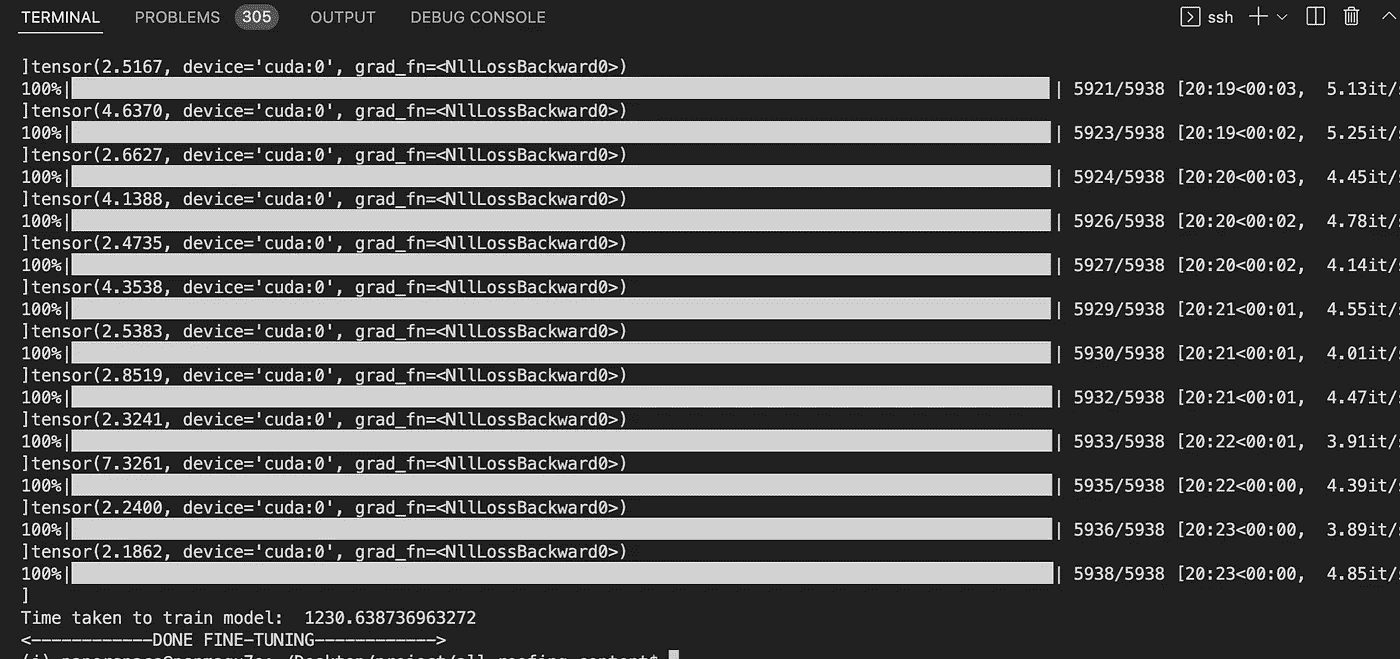 TERMINAL PROBLEMS 305 OUTPUT DEBUG CONSOLE ssh
]tensor(2.5167, device='cuda:0', grad_fn=<NllLossBackward0>)
100%| | 5921/5938 [20:19<00:03, 5.13it/
]tensor(4.6370, device='cuda:0', grad_fn=<NllLossBackward0>)
100%| | 5923/5938 [20:19<00:02, 5.25it/
]tensor(2.6627, device='cuda:0', grad_fn=<NllLossBackward0>)
100%| | 5924/5938 [20:20<00:03, 4.45it/
]tensor(4.1388, device='cuda:0', grad_fn=<NllLossBackward0>)
100%| | 5926/5938 [20:20<00:02, 4.78it/
]tensor(2.4735, device='cuda:0', grad_fn=<NllLossBackward0>)
100%| | 5927/5938 [20:20<00:02, 4.14it/
]tensor(4.3538, device='cuda:0', grad_fn=<NllLossBackward0>)
100%| | 5929/5938 [20:21<00:01, 4.55it/
]tensor(2.5383, device='cuda:0', grad_fn=<NllLossBackward0>)
100%| | 5930/5938 [20:21<00:01, 4.01it/
]tensor(2.8519, device='cuda:0', grad_fn=<NllLossBackward0>)
100%| | 5932/5938 [20:21<00:01, 4.47it/
]tensor(2.3241, device='cuda:0', grad_fn=<NllLossBackward0>)
100%| | 5933/5938 [20:22<00:01, 3.91it/
]tensor(7.3261, device='cuda:0', grad_fn=<NllLossBackward0>)
100%| | 5935/5938 [20:22<00:00, 4.39it/
]tensor(2.2400, device='cuda:0', grad_fn=<NllLossBackward0>)
100%| | 5936/5938 [20:23<00:00, 3.89it/
]tensor(2.1862, device='cuda:0', grad_fn=<NllLossBackward0>)
100%| | 5938/5938 [20:23<00:00, 4.85it/
]
Time taken to train model:  1230.638736963272
<------------DONE FINE-TUNING------------>